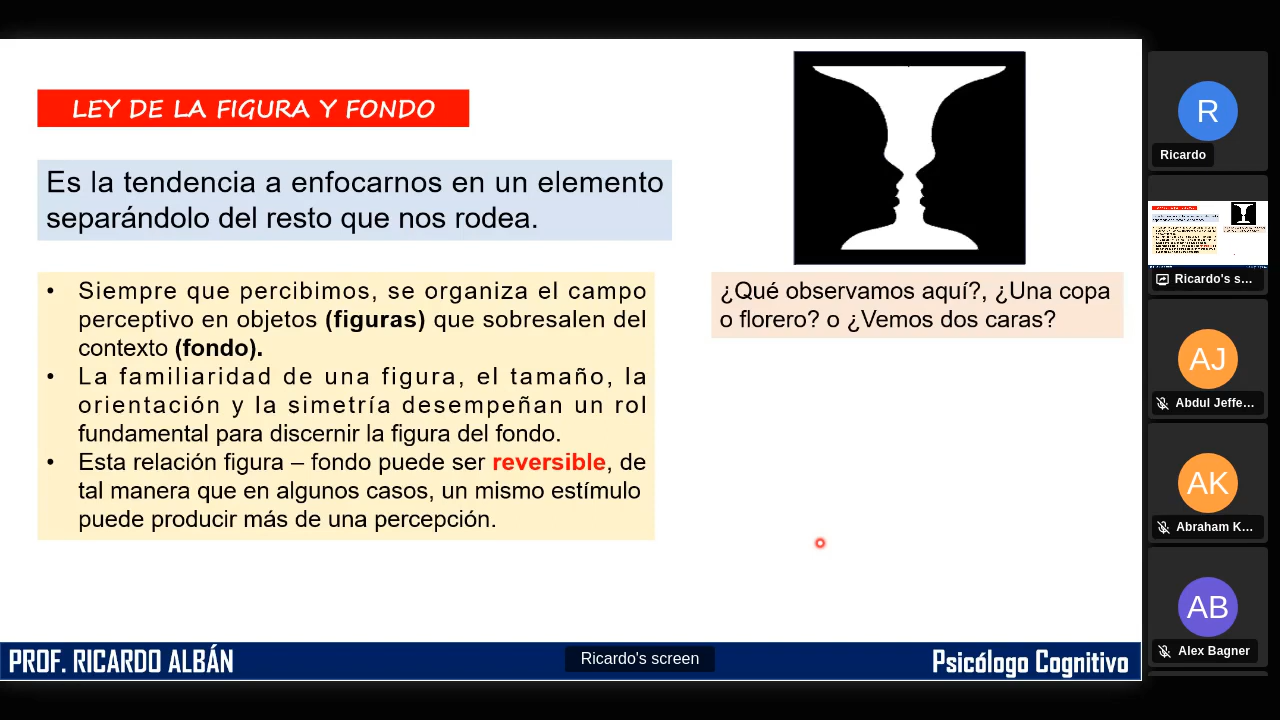 LEY DE LA FIGURA Y FONDO
Es la tendencia a enfocarnos en un elemento
separándolo del resto que nos rodea.
• Siempre que percibimos, se organiza el campo
perceptivo en objetos (figuras) que sobresalen del
contexto (fondo).
• La familiaridad de una figura, el tamaño, la
orientación y la simetría desempeñan un rol
fundamental para discernir la figura del fondo.
• Esta relación figura – fondo puede ser reversible, de
tal manera que en algunos casos, un mismo estímulo
puede producir más de una percepción.
¿Qué observamos aquí?, ¿Una copa
o florero? o ¿Vemos dos caras?
PROF. RICARDO ALBÁN
Ricardo's screen
Psicólogo Cognitivo
R
Ricardo
Ricardo's s...
AJ
Abdul Jeffe...
AK
Abraham K...
AB
Alex Bagner